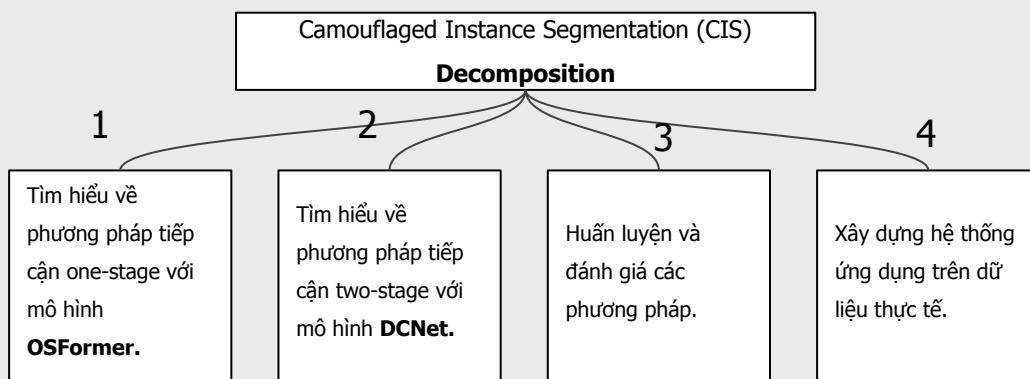 Camouflaged Instance Segmentation (CIS)
Decomposition
1
2
3
4
Tìm hiểu về
phương pháp tiếp
cận one-stage với
mô hình
OSFormer.
Tìm hiểu về
phương pháp tiếp
cận two-stage với
mô hình DCNet.
Huấn luyện và
đánh giá các
phương pháp.
Xây dựng hệ thống
ứng dụng trên dữ
liệu thực tế.